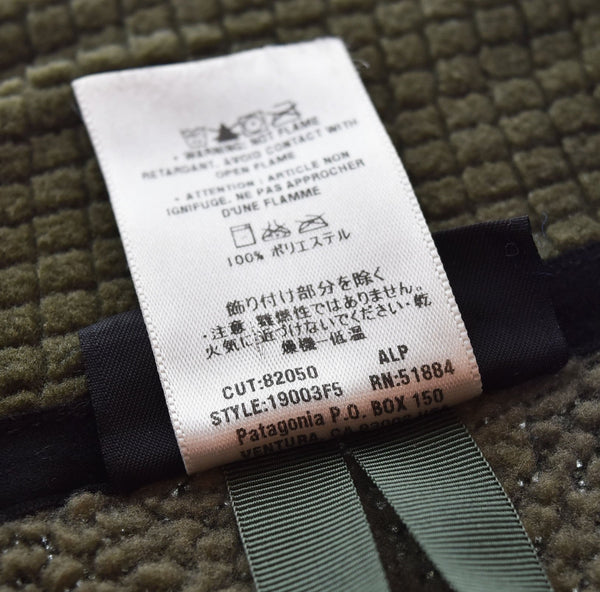 • WARNING: NOT FLAME
RETARDANT. AVOID CONTACT WITH
OPEN FLAME
• ATTENTION: ARTICLE NON
IGNIFUGE. NE PAS APPROCHER
D'UNE FLAMME
100% ポリエステル
飾り付け部分を除く
・注意、難燃性ではありません。
火気に近づけないでください・乾
燥機ー低温
CUT:82050 ALP
STYLE:19003F5 RN:51884
Patagonia P.O. BOX 150
VENTURA, CA